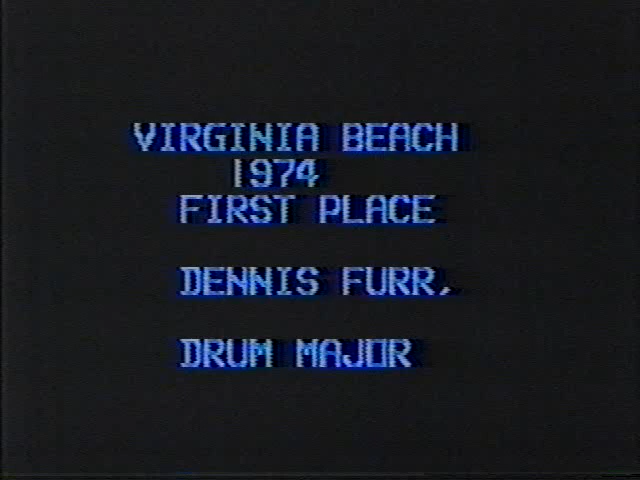 VIRGINIA BEACH
1974
FIRST PLACE
DENNIS FURR,
DRUM MAJOR